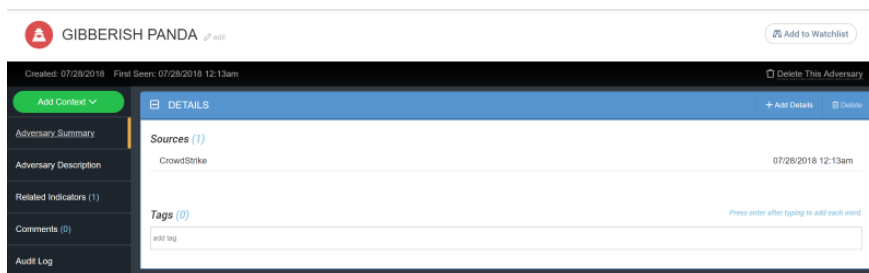 GIBBERISH PANDA edit
Add to Watchlist
Created: 07/28/2018 First Seen: 07/28/2018 12:13am
Delete This Adversary
Add Context
DETAILS
+ Add Details
Delete
Adversary Summary
Sources (1)
CrowdStrike 07/28/2018 12:13am
Adversary Description
Related Indicators (1)
Tags (0)
Press enter after typing to add each word.
Comments (0)
add tag
Audit Log